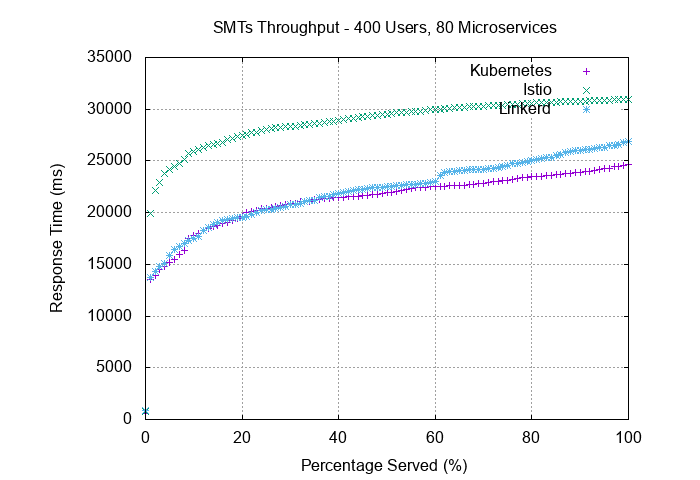 SMTs Throughput - 400 Users, 80 Microservices
35000
30000
25000
20000
15000
10000
5000
0
Response Time (ms)
Kubernetes
Istio
Linkerd
0 20 40 60 80 100
Percentage Served (%)